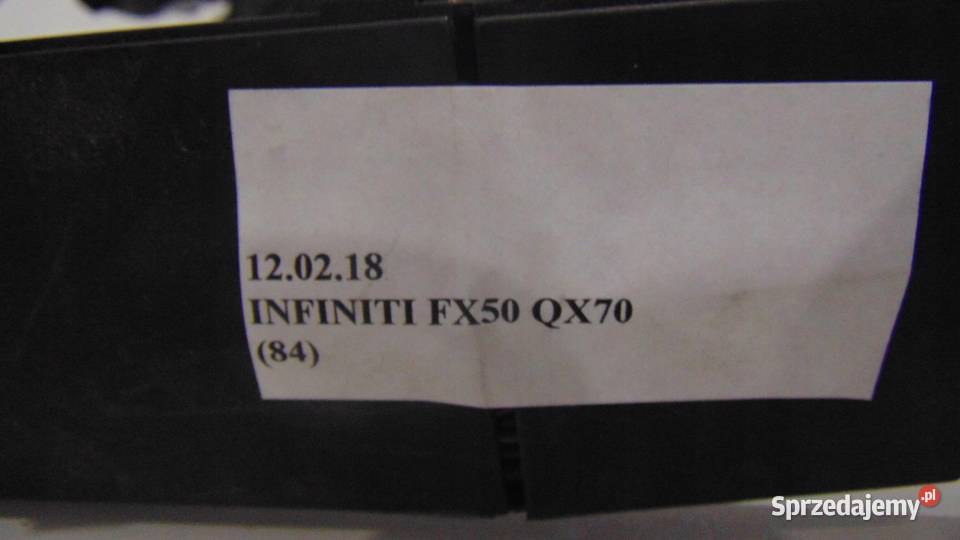 12.02.18
INFINITI FX50 QX70
(84)
Sprzedajemy.pl